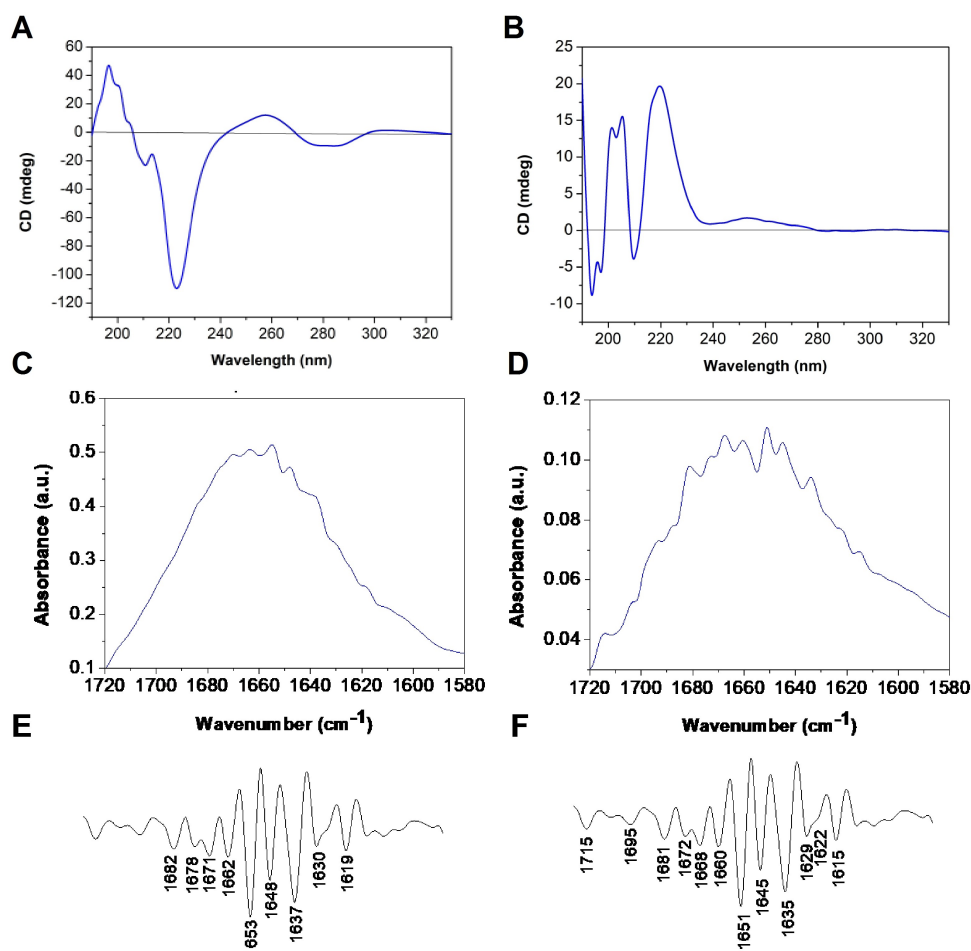 A
B
60
40
20
0
-20
-40
-60
-80
-100
-120
CD (mdeg)
200 220 240 260 280 300 320
Wavelength (nm)
25
20
15
10
5
0
-5
-10
CD (mdeg)
200 220 240 260 280 300 320
Wavelength (nm)
C
D
0.6
0.5
0.4
0.3
0.2
0.1
Absorbance (a.u.)
1720 1700 1680 1660 1640 1620 1600 1580
Wavenumber (cm⁻¹)
0.12
0.10
0.08
0.06
0.04
Absorbance (a.u.)
1720 1700 1680 1660 1640 1620 1600 1580
Wavenumber (cm⁻¹)
E
F
1682
1678
1671
1662
653
1648
1637
1630
1619
1715
1695
1681
1672
1668
1660
1651
1645
1635
1629
1622
1615